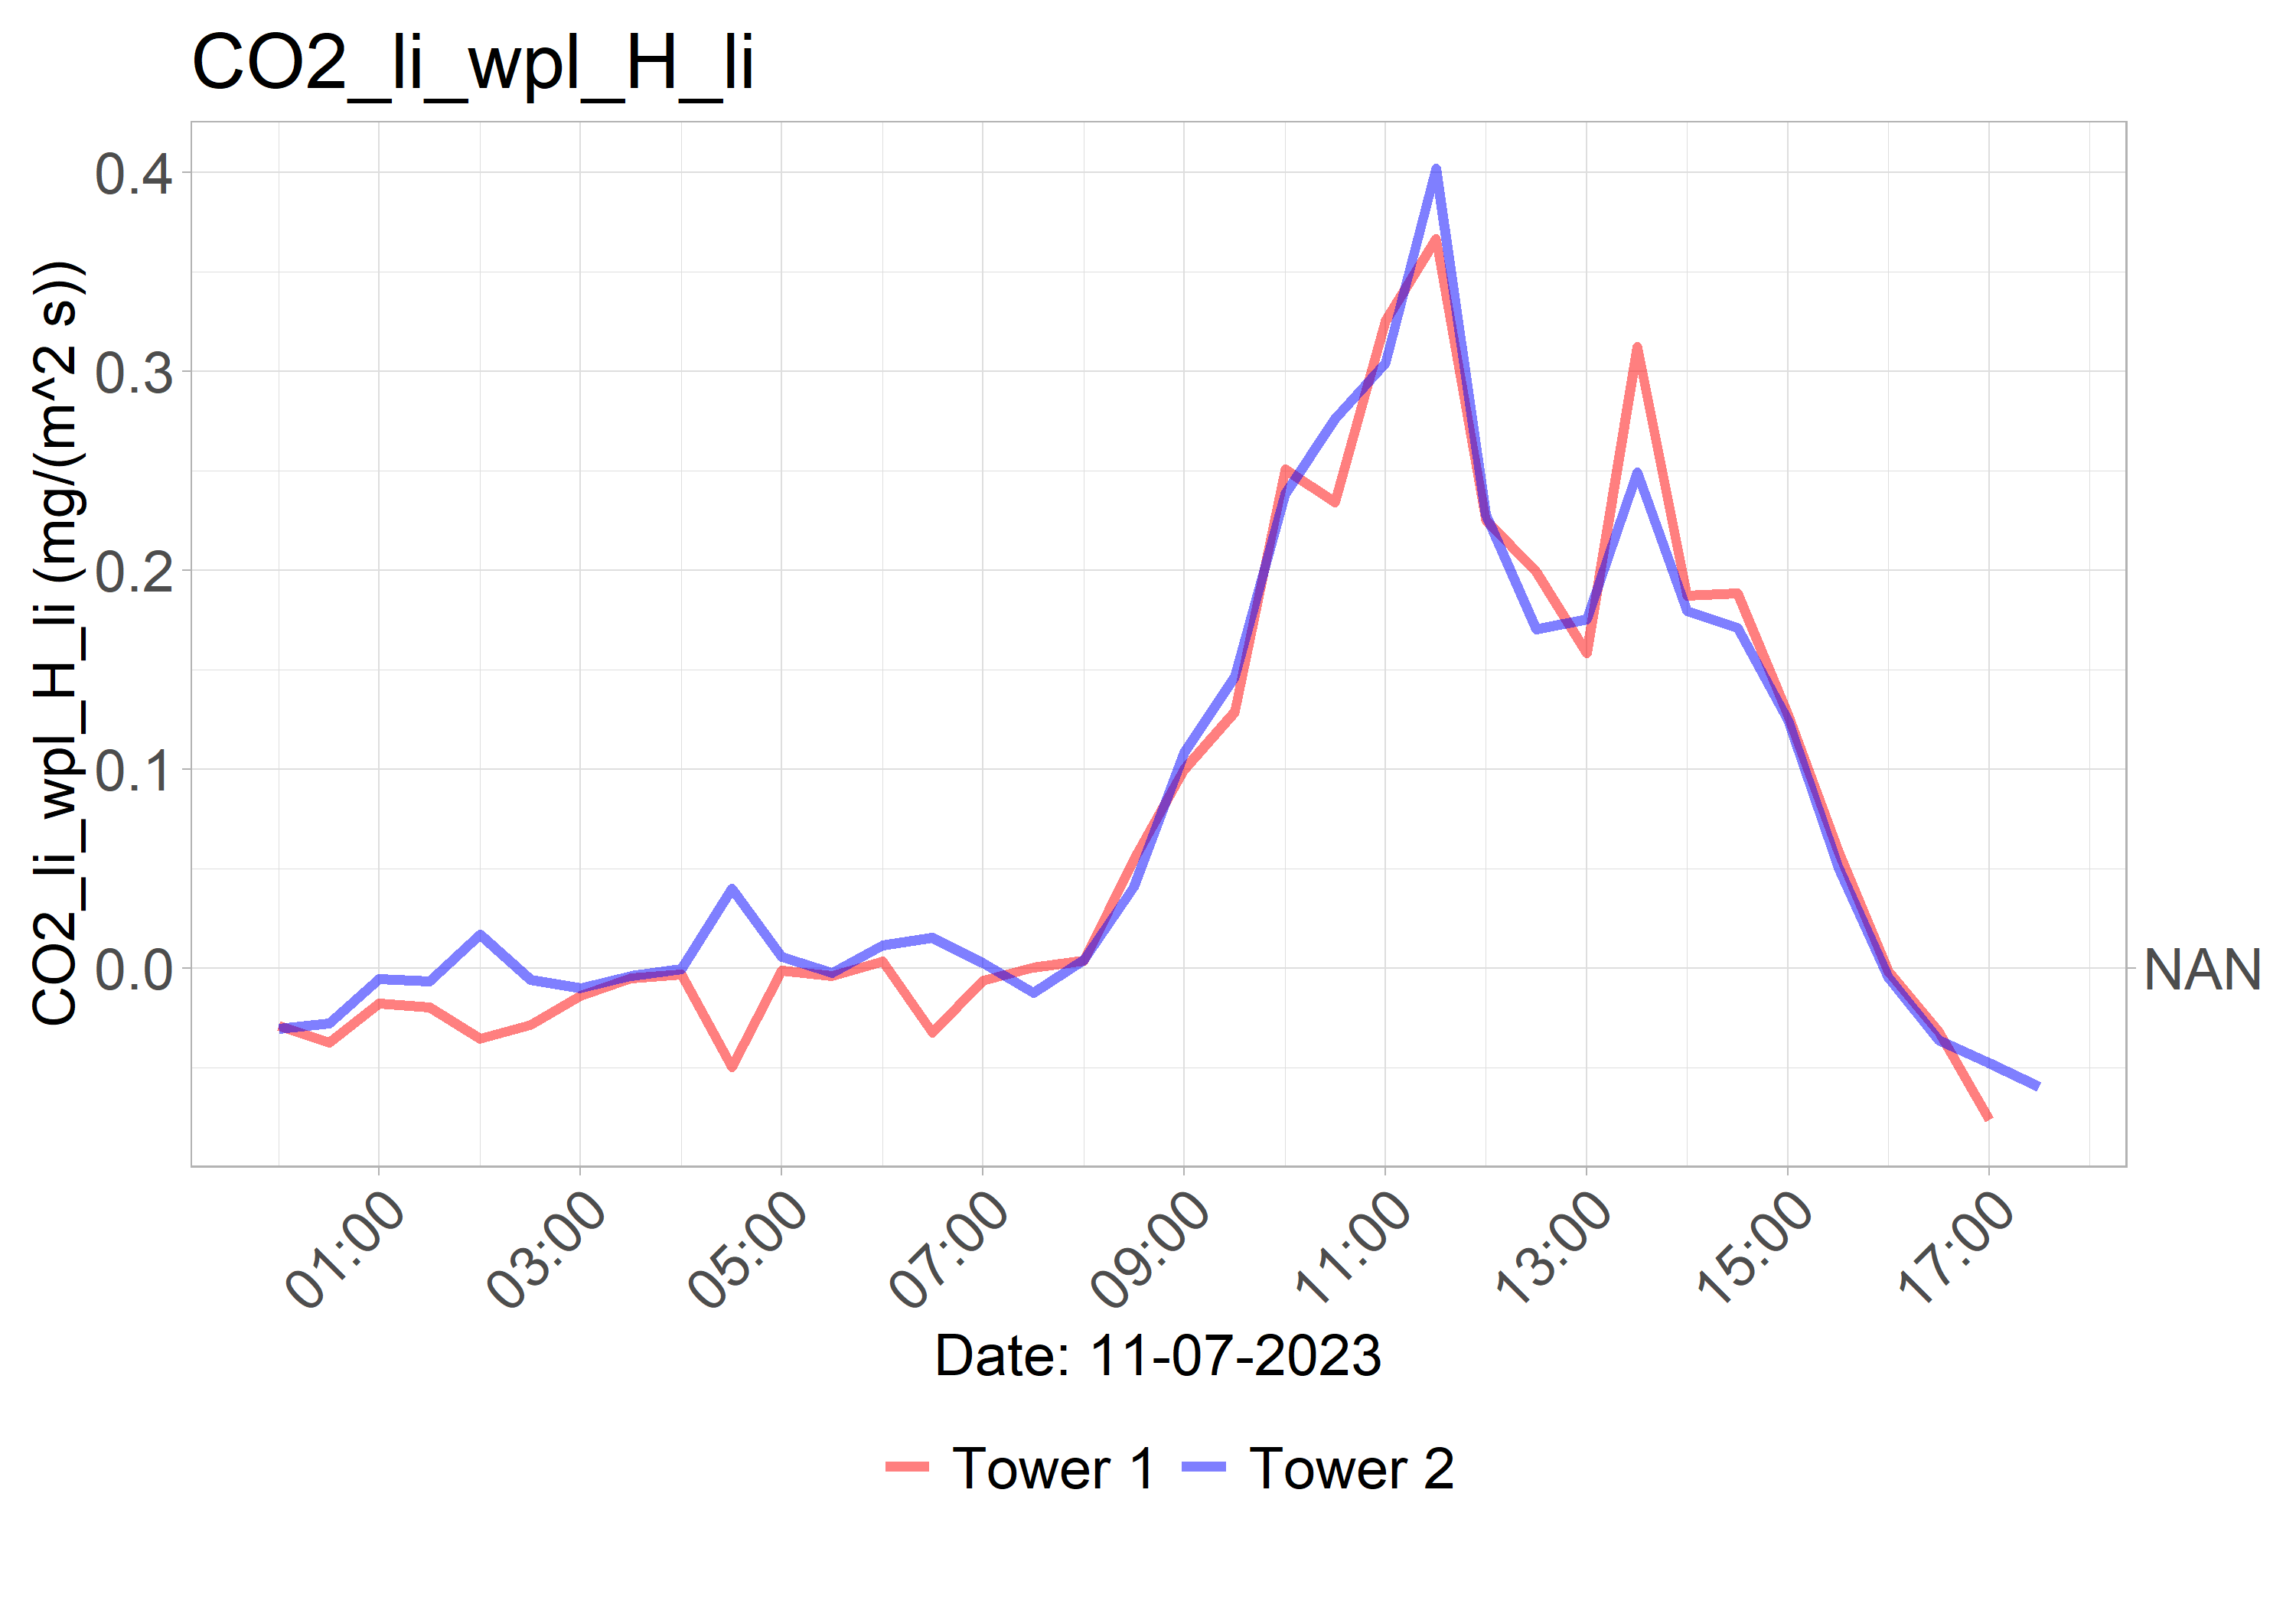 CO2_li_wpl_H_li
CO2_li_wpl_H_li (mg/(m^2 s))
0.4
0.3
0.2
0.1
0.0
NAN
01:00
03:00
05:00
07:00
09:00
11:00
13:00
15:00
17:00
Date: 11-07-2023
Tower 1
Tower 2